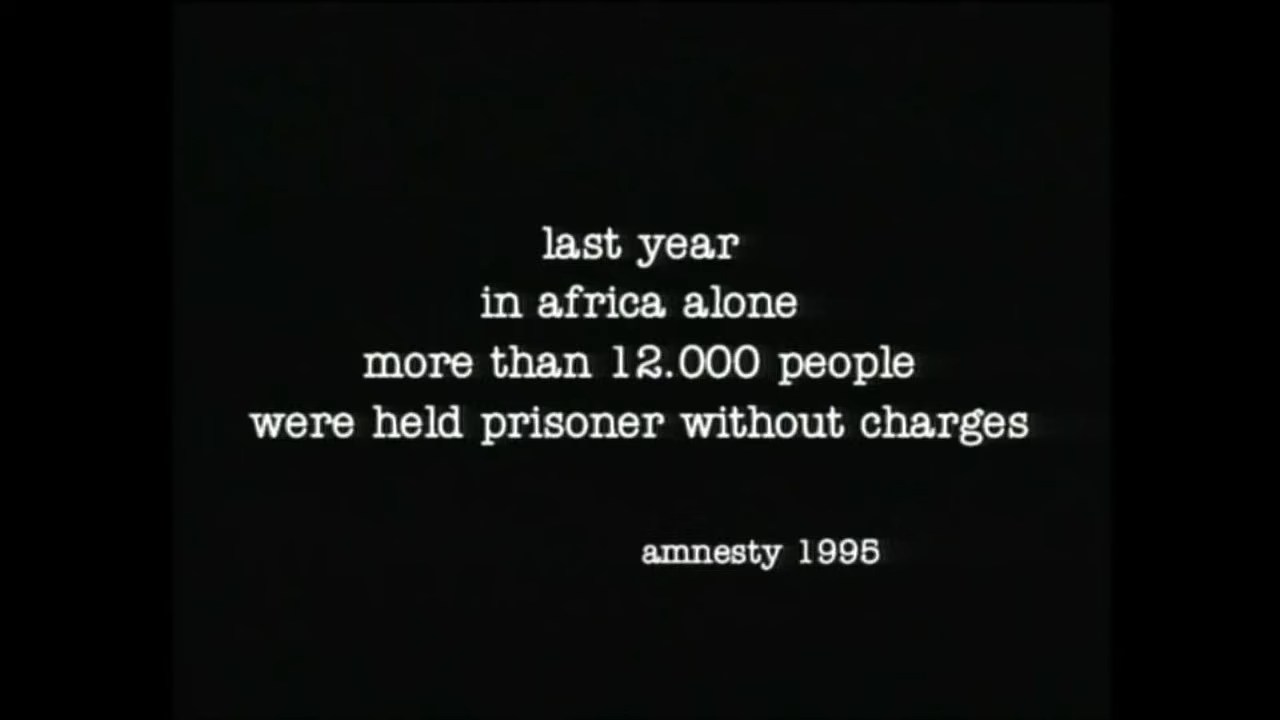 last year
in africa alone
more than 12.000 people
were held prisoner without charges
amnesty 1995